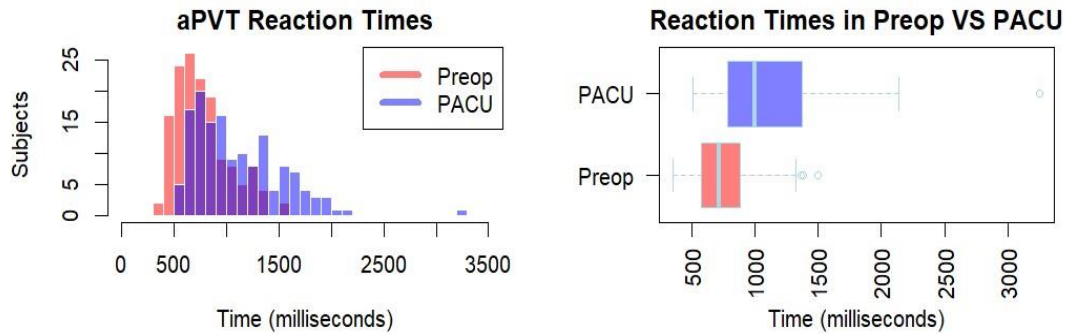 aPVT Reaction Times
Preop
PACU
Subjects
25
15
5
0
0
500
1500
2500
3500
Time (milliseconds)
Reaction Times in Preop VS PACU
PACU
Preop
500
1000
1500
2000
2500
3000
Time (milliseconds)